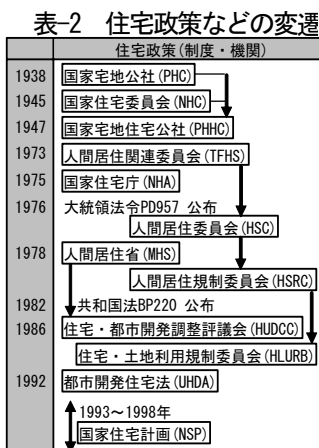 表-2 住宅政策などの変遷
住宅政策(制度・機関)
1938 国家宅地公社(PHC)
1945 国家住宅委員会(NHC)
1947 国家宅地住宅公社(PHHC)
1973 人間居住関連委員会(TFHS)
1975 国家住宅庁(NHA)
1976 大統領法令PD957 公布
人間居住委員会(HSC)
1978 人間居住省(MHS)
人間居住規制委員会(HSRC)
1982 共和国法BP220 公布
1986 住宅・都市開発調整評議会(HUDCC)
住宅・土地利用規制委員会(HLURB)
1992 都市開発住宅法(UHDA)
1993～1998年
国家住宅計画(NSP)